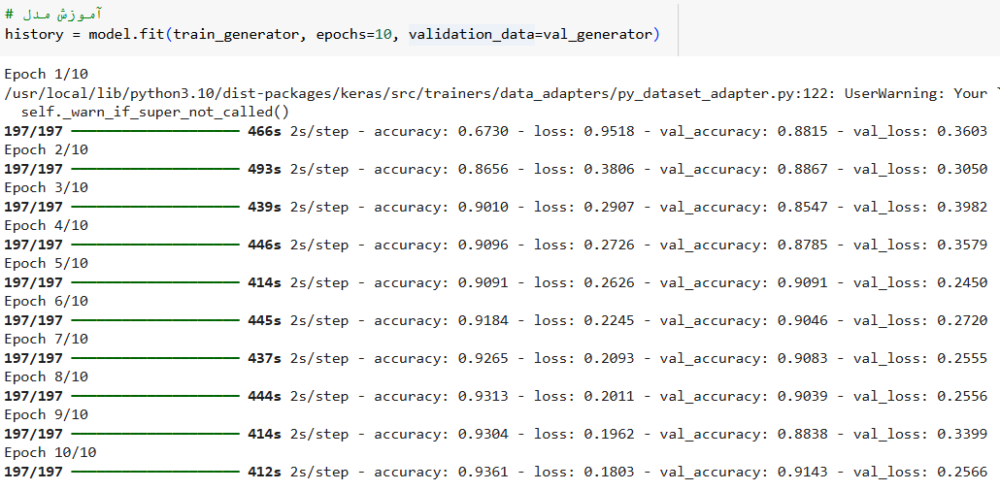 # آموزش مدل
history = model.fit(train_generator, epochs=10, validation_data=val_generator)
Epoch 1/10
/usr/local/lib/python3.10/dist-packages/keras/src/trainers/data_adapters/py_dataset_adapter.py:122: UserWarning: Your `
self._warn_if_super_not_called()
197/197 ━━━━━━━━━━━━━━━━━━━━ 466s 2s/step - accuracy: 0.6730 - loss: 0.9518 - val_accuracy: 0.8815 - val_loss: 0.3603
Epoch 2/10
197/197 ━━━━━━━━━━━━━━━━━━━━ 493s 2s/step - accuracy: 0.8656 - loss: 0.3806 - val_accuracy: 0.8867 - val_loss: 0.3050
Epoch 3/10
197/197 ━━━━━━━━━━━━━━━━━━━━ 439s 2s/step - accuracy: 0.9010 - loss: 0.2907 - val_accuracy: 0.8547 - val_loss: 0.3982
Epoch 4/10
197/197 ━━━━━━━━━━━━━━━━━━━━ 446s 2s/step - accuracy: 0.9096 - loss: 0.2726 - val_accuracy: 0.8785 - val_loss: 0.3579
Epoch 5/10
197/197 ━━━━━━━━━━━━━━━━━━━━ 414s 2s/step - accuracy: 0.9091 - loss: 0.2626 - val_accuracy: 0.9091 - val_loss: 0.2450
Epoch 6/10
197/197 ━━━━━━━━━━━━━━━━━━━━ 445s 2s/step - accuracy: 0.9184 - loss: 0.2245 - val_accuracy: 0.9046 - val_loss: 0.2720
Epoch 7/10
197/197 ━━━━━━━━━━━━━━━━━━━━ 437s 2s/step - accuracy: 0.9265 - loss: 0.2093 - val_accuracy: 0.9083 - val_loss: 0.2555
Epoch 8/10
197/197 ━━━━━━━━━━━━━━━━━━━━ 444s 2s/step - accuracy: 0.9313 - loss: 0.2011 - val_accuracy: 0.9039 - val_loss: 0.2556
Epoch 9/10
197/197 ━━━━━━━━━━━━━━━━━━━━ 414s 2s/step - accuracy: 0.9304 - loss: 0.1962 - val_accuracy: 0.8838 - val_loss: 0.3399
Epoch 10/10
197/197 ━━━━━━━━━━━━━━━━━━━━ 412s 2s/step - accuracy: 0.9361 - loss: 0.1803 - val_accuracy: 0.9143 - val_loss: 0.2566